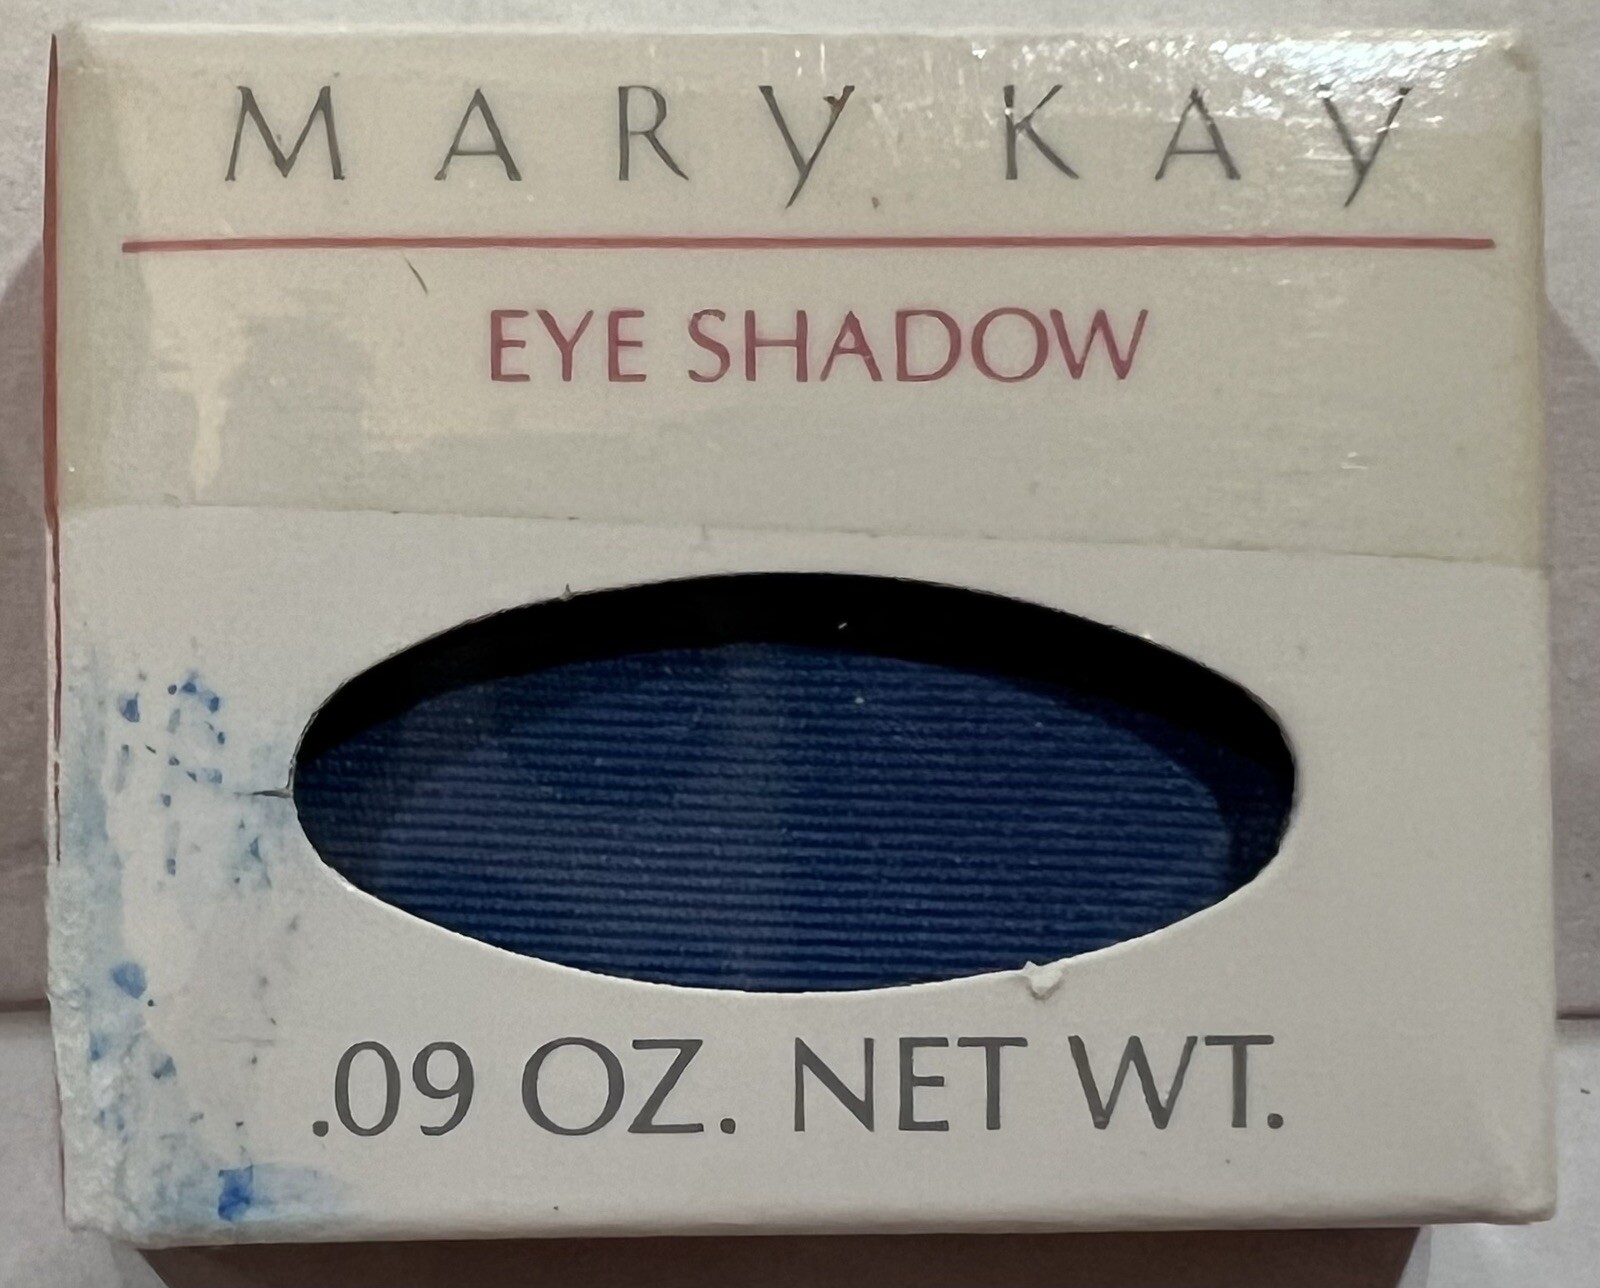 MARY KAY
EYE SHADOW
.09 OZ. NET WT.